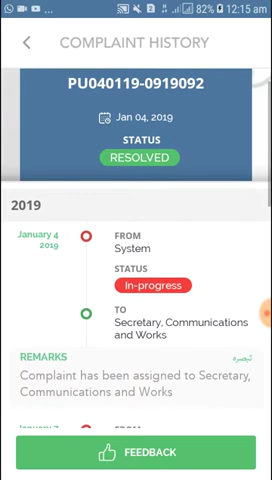 82% 12:15 am
COMPLAINT HISTORY
PU040119-0919092
Jan 04, 2019
STATUS
RESOLVED
2019
January 4
2019
FROM
System
STATUS
In-progress
TO
Secretary, Communications
and Works
REMARKS تبصرہ
Complaint has been assigned to Secretary,
Communications and Works
FEEDBACK